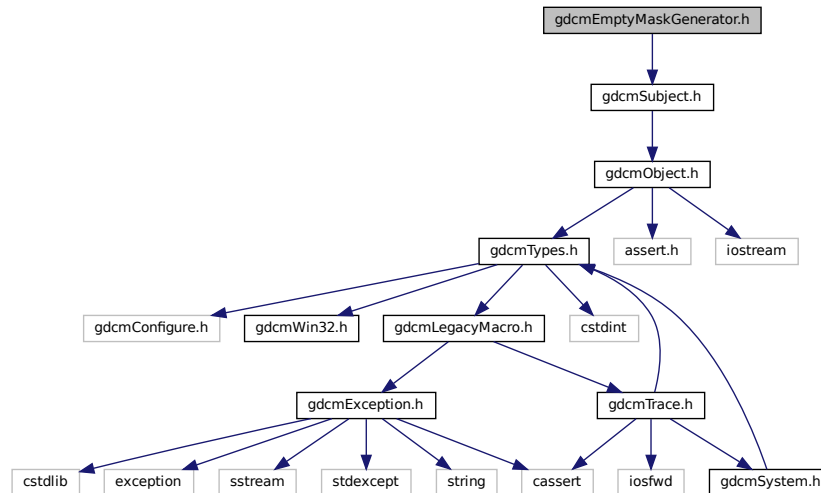 gdcmEmptyMaskGenerator.h
gdcmSubject.h
gdcmObject.h
gdcmTypes.h
assert.h
iostream
gdcmConfigure.h
gdcmWin32.h
gdcmLegacyMacro.h
cstdint
gdcmException.h
gdcmTrace.h
cstdlib
exception
sstream
stdexcept
string
cassert
iosfwd
gdcmSystem.h